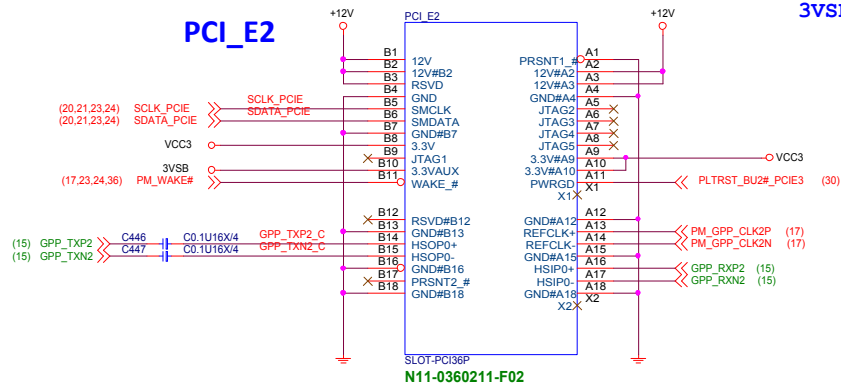 +12V PCI_E2 +12V 3VSB
PCI_E2
B1 12V PRSNT1_# A1
B2 12V#B2 12V#A2 A2
B3 RSVD 12V#A3 A3
B4 GND GND#A4 A4
(20,21,23,24) SCLK_PCIE SCLK_PCIE B5 SMCLK JTAG2 A5
(20,21,23,24) SDATA_PCIE SDATA_PCIE B6 SMDATA JTAG3 A6
B7 GND#B7 JTAG4 A7
VCC3 B8 3.3V JTAG5 A8
B9 JTAG1 3.3V#A9 A9 VCC3
3VSB B10 3.3VAUX 3.3V#A10 A10
(17,23,24,36) PM_WAKE# B11 WAKE_# PWRGD A11 PLTRST_BU2#_PCIE3 (30)
X1 X1
B12 RSVD#B12 GND#A12 A12
B13 GND#B13 REFCLK+ A13 PM_GPP_CLK2P (17)
(15) GPP_TXP2 C446 C0.1U16X/4 GPP_TXP2_C B14 HSOP0+ REFCLK- A14 PM_GPP_CLK2N (17)
(15) GPP_TXN2 C447 C0.1U16X/4 GPP_TXN2_C B15 HSOP0- GND#A15 A15
B16 GND#B16 HSIP0+ A16 GPP_RXP2 (15)
B17 PRSNT2_# HSIP0- A17 GPP_RXN2 (15)
B18 GND#B18 GND#A18 A18
X2 X2
SLOT-PCI36P
N11-0360211-F02